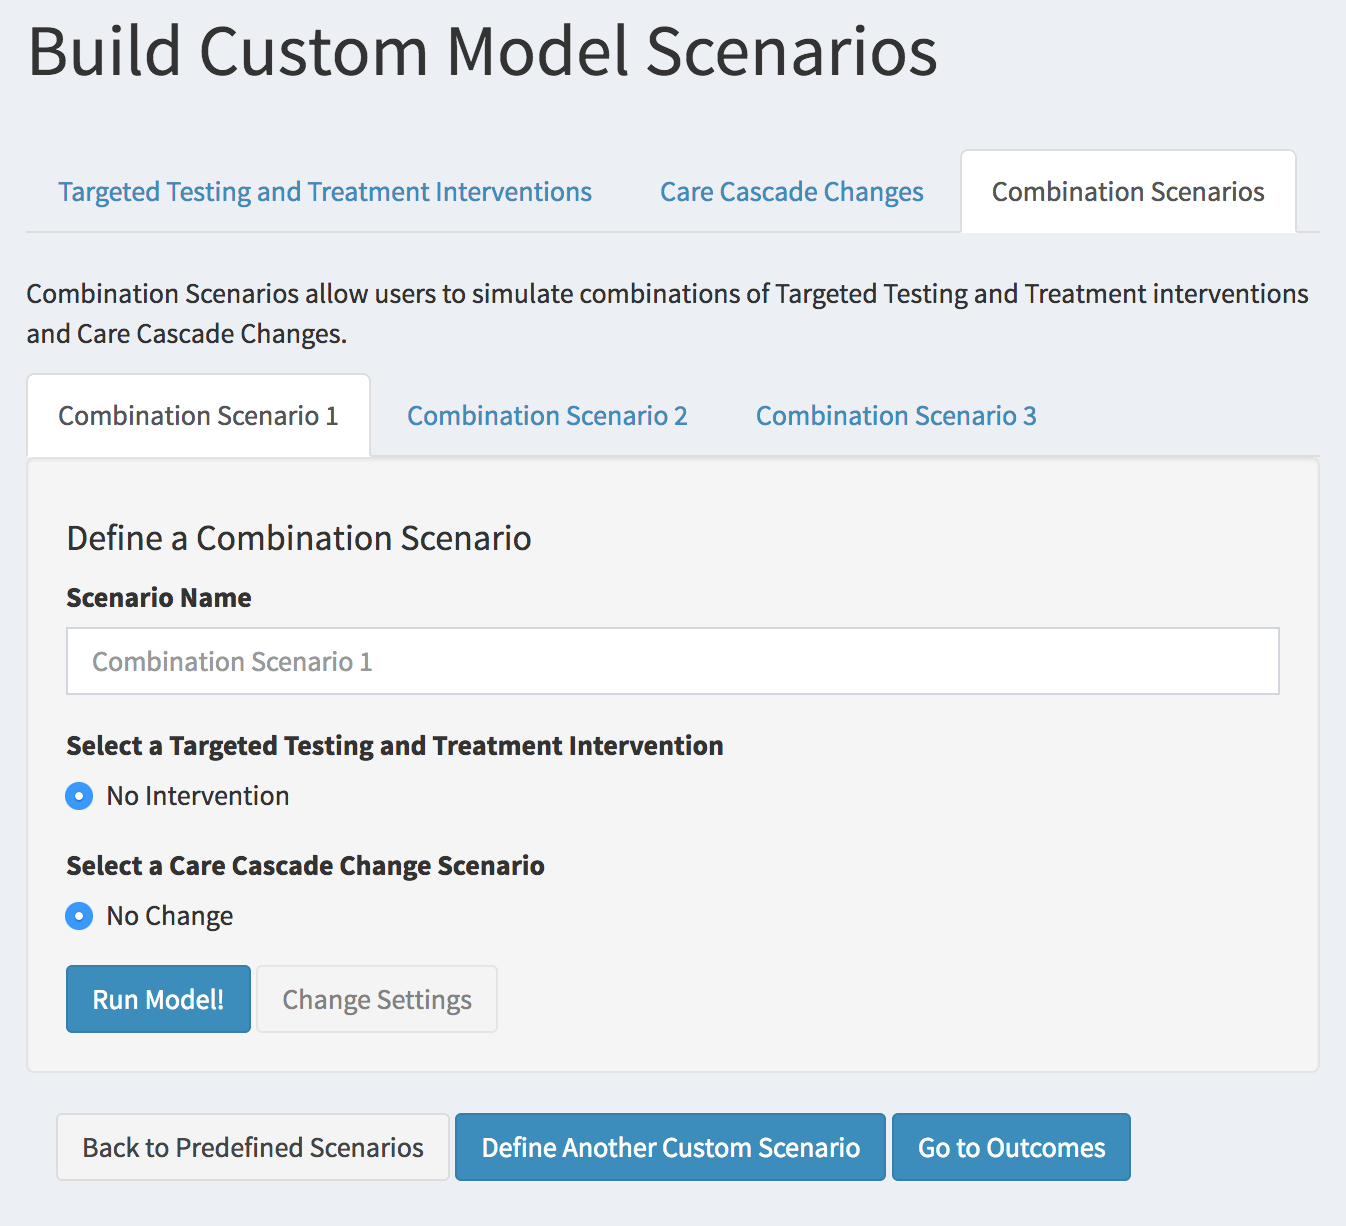 Build Custom Model Scenarios
Targeted Testing and Treatment Interventions
Care Cascade Changes
Combination Scenarios
Combination Scenarios allow users to simulate combinations of Targeted Testing and Treatment interventions
and Care Cascade Changes.
Combination Scenario 1
Combination Scenario 2
Combination Scenario 3
Define a Combination Scenario
Scenario Name
Combination Scenario 1
Select a Targeted Testing and Treatment Intervention
No Intervention
Select a Care Cascade Change Scenario
No Change
Run Model!
Change Settings
Back to Predefined Scenarios
Define Another Custom Scenario
Go to Outcomes